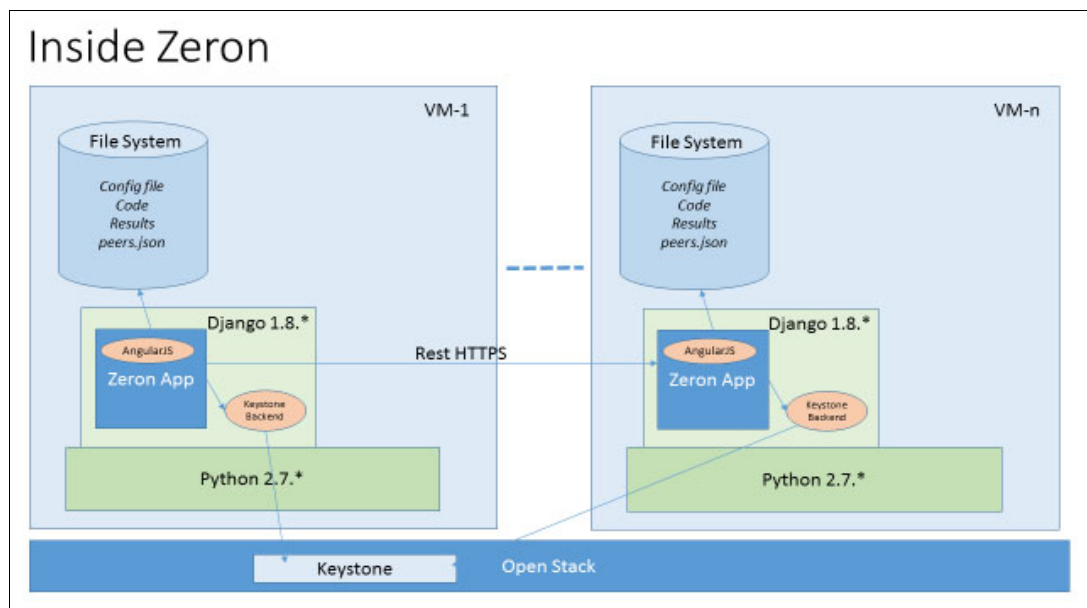 Inside Zeron
VM-1
File System
Config file
Code
Results
peers.json
Django 1.8.*
AngularJS
Zeron App
Keystone
Backend
Python 2.7.*
Rest HTTPS
VM-n
File System
Config file
Code
Results
peers.json
Django 1.8.*
AngularJS
Zeron App
Keystone
Backend
Python 2.7.*
Keystone
Open Stack